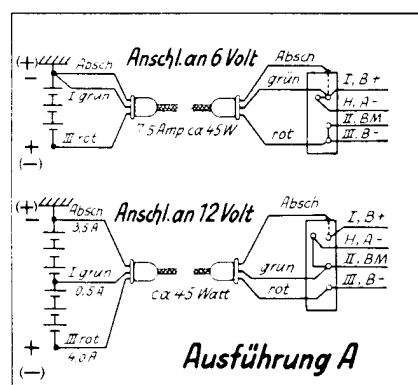 Anschl. an 6 Volt
(+)
−
Absch
I grün
III rot
+
(−)
7.5 Amp ca 45 W
Absch
grün
rot
I, B+
H, A-
II, BM
III, B-
Anschl. an 12 Volt
(+)
−
Absch
3,5 A
I grün
0,5 A
III rot
4,0 A
+
(−)
ca 45 Watt
Absch
grün
rot
I, B+
H, A-
II, BM
III, B-
Ausführung A